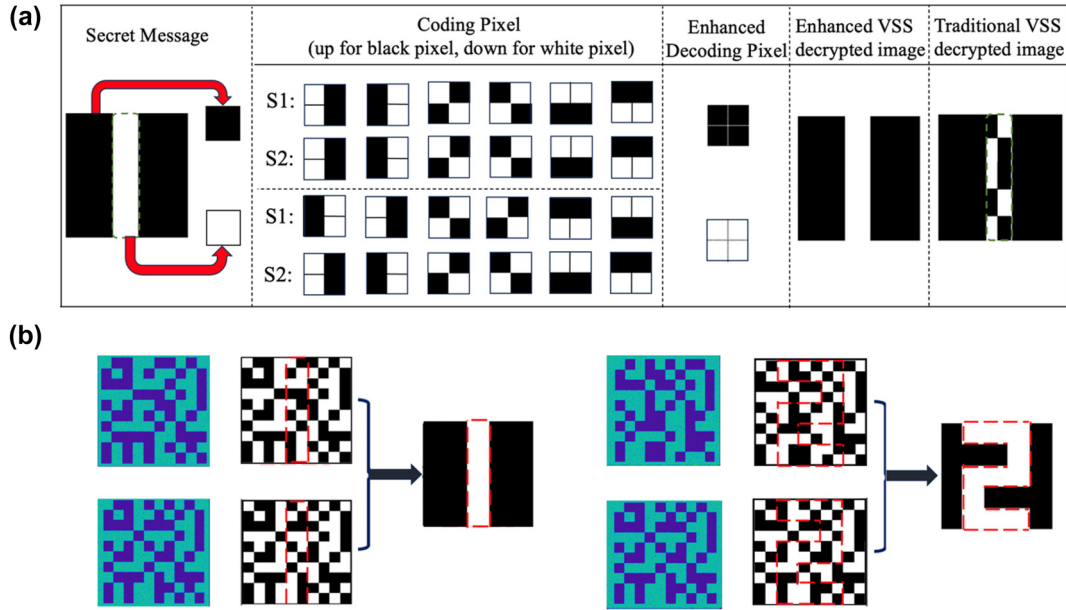 (a)
Secret Message
Coding Pixel
(up for black pixel, down for white pixel)
Enhanced
Decoding Pixel
Enhanced VSS
decrypted image
Traditional VSS
decrypted image
S1:
S2:
S1:
S2:
(b)